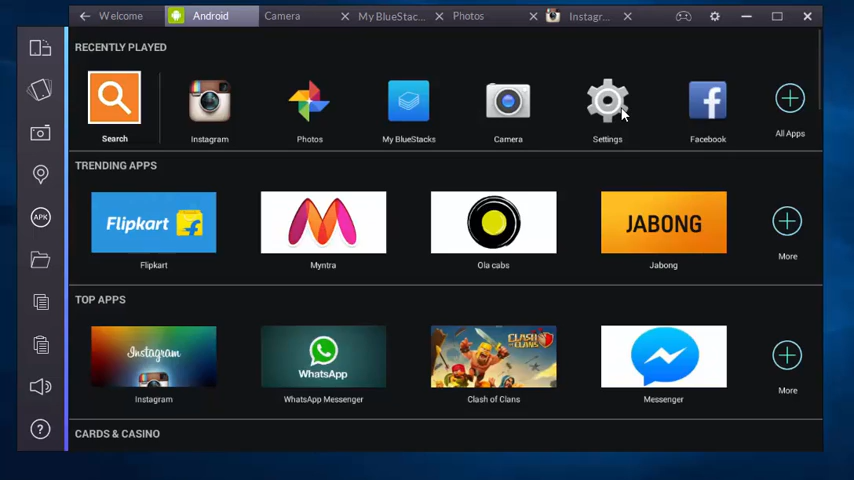 Welcome Android Camera My BlueStacks... Photos Instagr...
RECENTLY PLAYED
Search Instagram Photos My BlueStacks Camera Settings Facebook All Apps
TRENDING APPS
Flipkart JABONG
Flipkart Myntra Ola cabs Jabong More
TOP APPS
Instagram WhatsApp CLASH OF CLANS
Instagram WhatsApp Messenger Clash of Clans Messenger More
CARDS & CASINO
APK
?